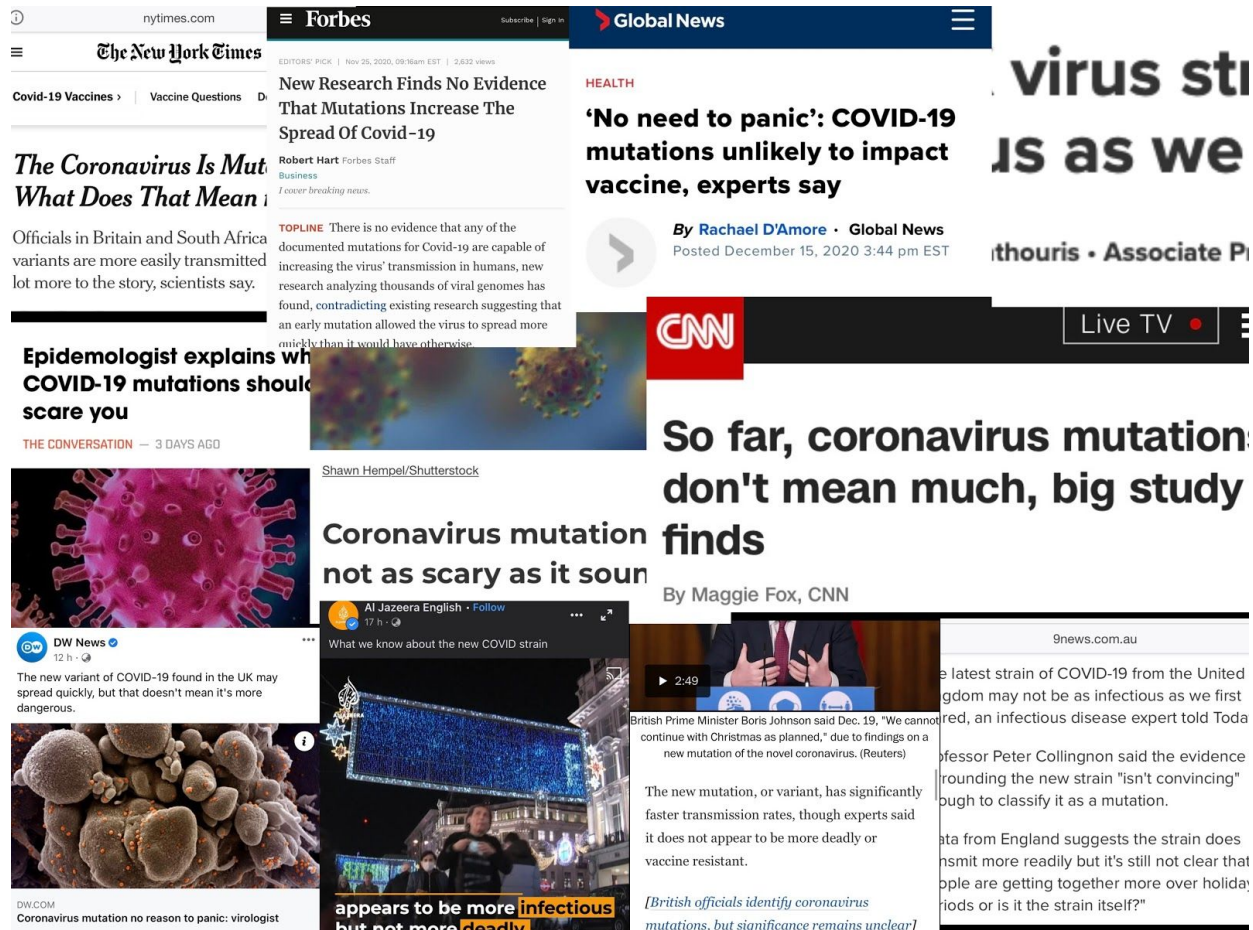 nytimes.com
The New York Times
Covid-19 Vaccines ›
Vaccine Questions
The Coronavirus Is
What Does That Mean
Officials in Britain and South Africa
variants are more easily transmitted
lot more to the story, scientists say.
Forbes
Subscribe | Sign In
EDITORS' PICK | Nov 25, 2020, 09:16am EST | 2,632 views
New Research Finds No Evidence
That Mutations Increase The
Spread Of Covid-19
Robert Hart Forbes Staff
Business
I cover breaking news.
TOPLINE There is no evidence that any of the
documented mutations for Covid-19 are capable of
increasing the virus' transmission in humans, new
research analyzing thousands of viral genomes has
found, contradicting existing research suggesting that
an early mutation allowed the virus to spread more
quickly than it would have otherwise.
Global News
HEALTH
'No need to panic': COVID-19
mutations unlikely to impact
vaccine, experts say
By Rachael D'Amore • Global News
Posted December 15, 2020 3:44 pm EST
virus
as we
• Associate
Epidemologist explains
COVID-19 mutations
scare you
THE CONVERSATION — 3 DAYS AGO
Shawn Hempel/Shutterstock
Coronavirus mutation
not as scary as it
CNN
Live TV
So far, coronavirus mutations
don't mean much, big study
finds
By Maggie Fox, CNN
DW News
12 h ·
The new variant of COVID-19 found in the UK may
spread quickly, but that doesn't mean it's more
dangerous.
DW.COM
Coronavirus mutation no reason to panic: virologist
Al Jazeera English • Follow
17 h ·
What we know about the new COVID strain
ALJAZEERA
appears to be more infectious
but not more deadly
2:49
British Prime Minister Boris Johnson said Dec. 19, "We cannot
continue with Christmas as planned," due to findings on a
new mutation of the novel coronavirus. (Reuters)
The new mutation, or variant, has significantly
faster transmission rates, though experts said
it does not appear to be more deadly or
vaccine resistant.
[British officials identify coronavirus
mutations, but significance remains unclear]
9news.com.au
latest strain of COVID-19 from the United
may not be as infectious as we first
an infectious disease expert told
Peter Collingnon said the evidence
the new strain "isn't convincing"
to classify it as a mutation.
from England suggests the strain does
more readily but it's still not clear that
are getting together more over
or is it the strain itself?"